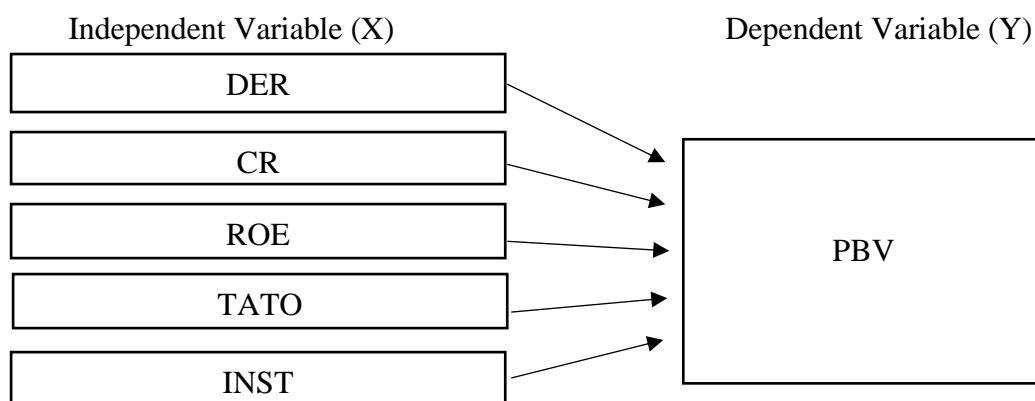 Independent Variable (X)
Dependent Variable (Y)
DER
CR
ROE
PBV
TATO
INST